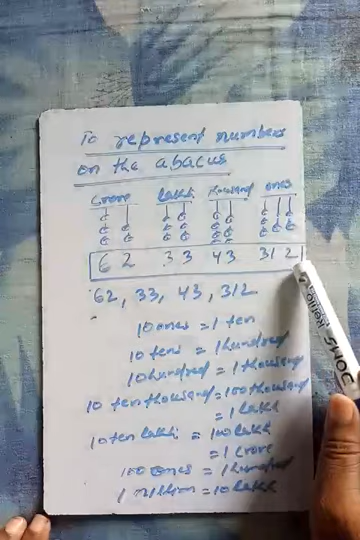 To represent numbers
on the abacus
Crore lakh thousand ones
6 2 3 3 4 3 3 1 2
62, 33, 43, 312
10 ones = 1 ten
10 tens = 1 hundred
10 hundred = 1 thousand
10 ten thousand = 100 thousand
= 1 lakh
10 ten lakh = 100 lakh
= 1 crore
100 ones = 1 hundred
1 million = 10 lakh
DOMS